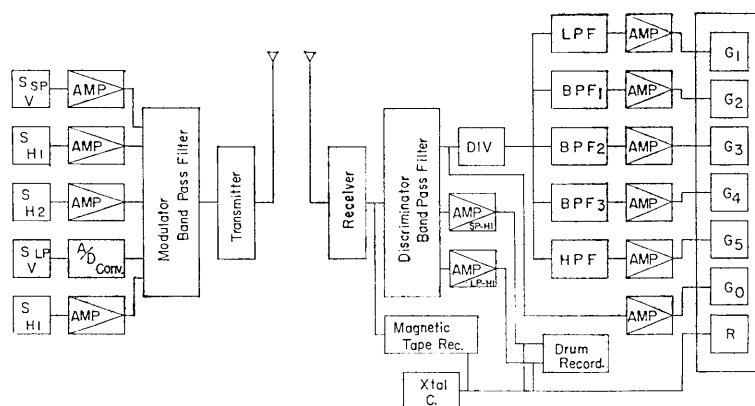 S SP
V
AMP
S
H1
AMP
S
H2
AMP
S LP
V
A/D
Conv.
S
H1
AMP
Modulator
Band Pass Filter
Transmitter
Receiver
Discriminator
Band Pass Filter
DIV
AMP
SP-H1
AMP
LP-H1
Magnetic
Tape Rec.
Xtal
C.
Drum
Record.
LPF
AMP
G1
BPF1
AMP
G2
BPF2
AMP
G3
BPF3
AMP
G4
HPF
AMP
G5
AMP
G0
R